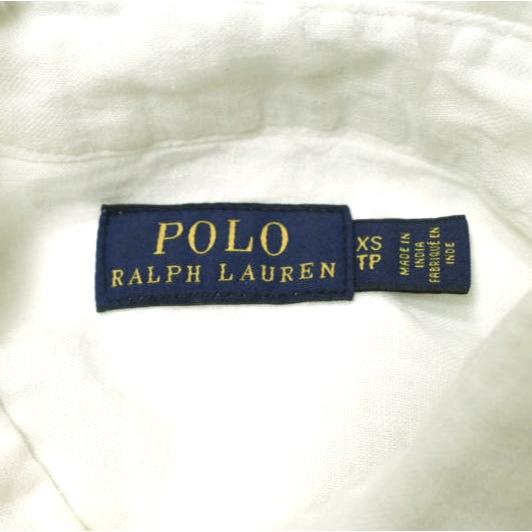 POLO
RALPH LAUREN
XS
TP
MADE IN
INDIA
FABRIQUÉ EN
INDE